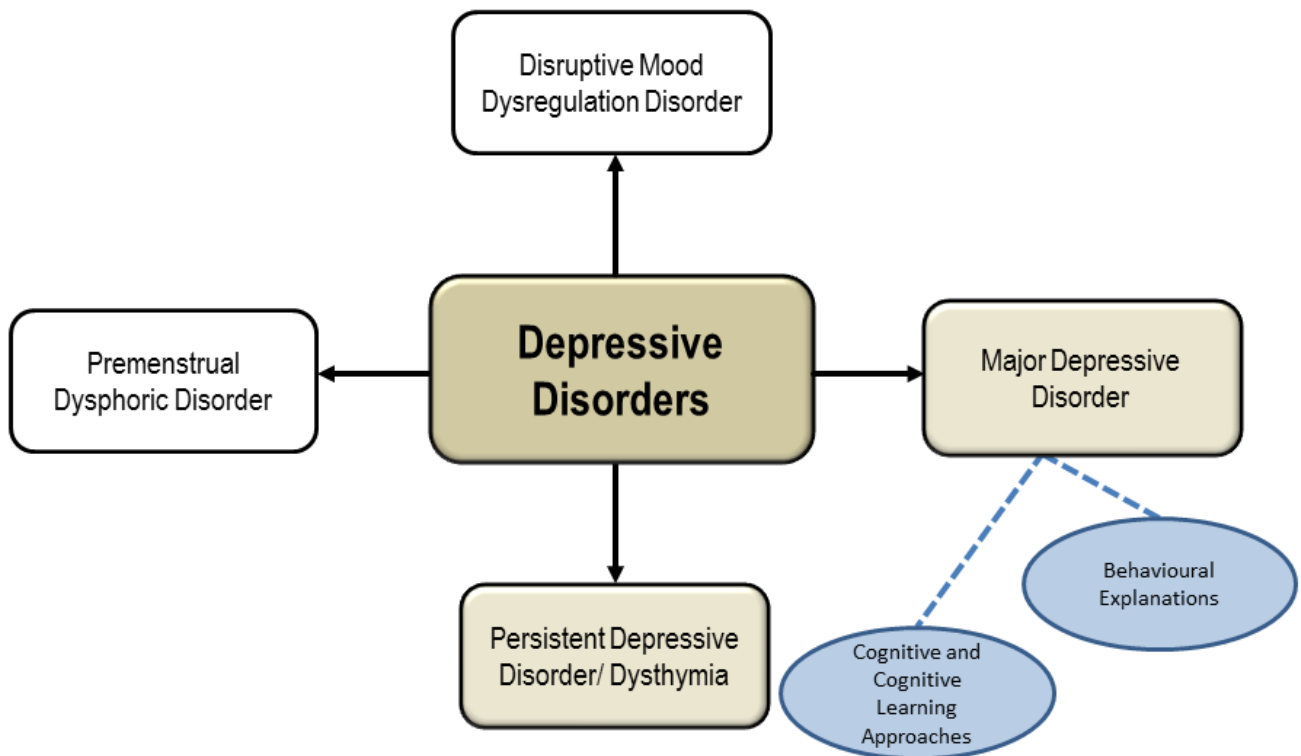 Disruptive Mood
Dysregulation Disorder
Depressive
Disorders
Premenstrual
Dysphoric Disorder
Major Depressive
Disorder
Behavioural
Explanations
Persistent Depressive
Disorder/ Dysthymia
Cognitive and
Cognitive
Learning
Approaches